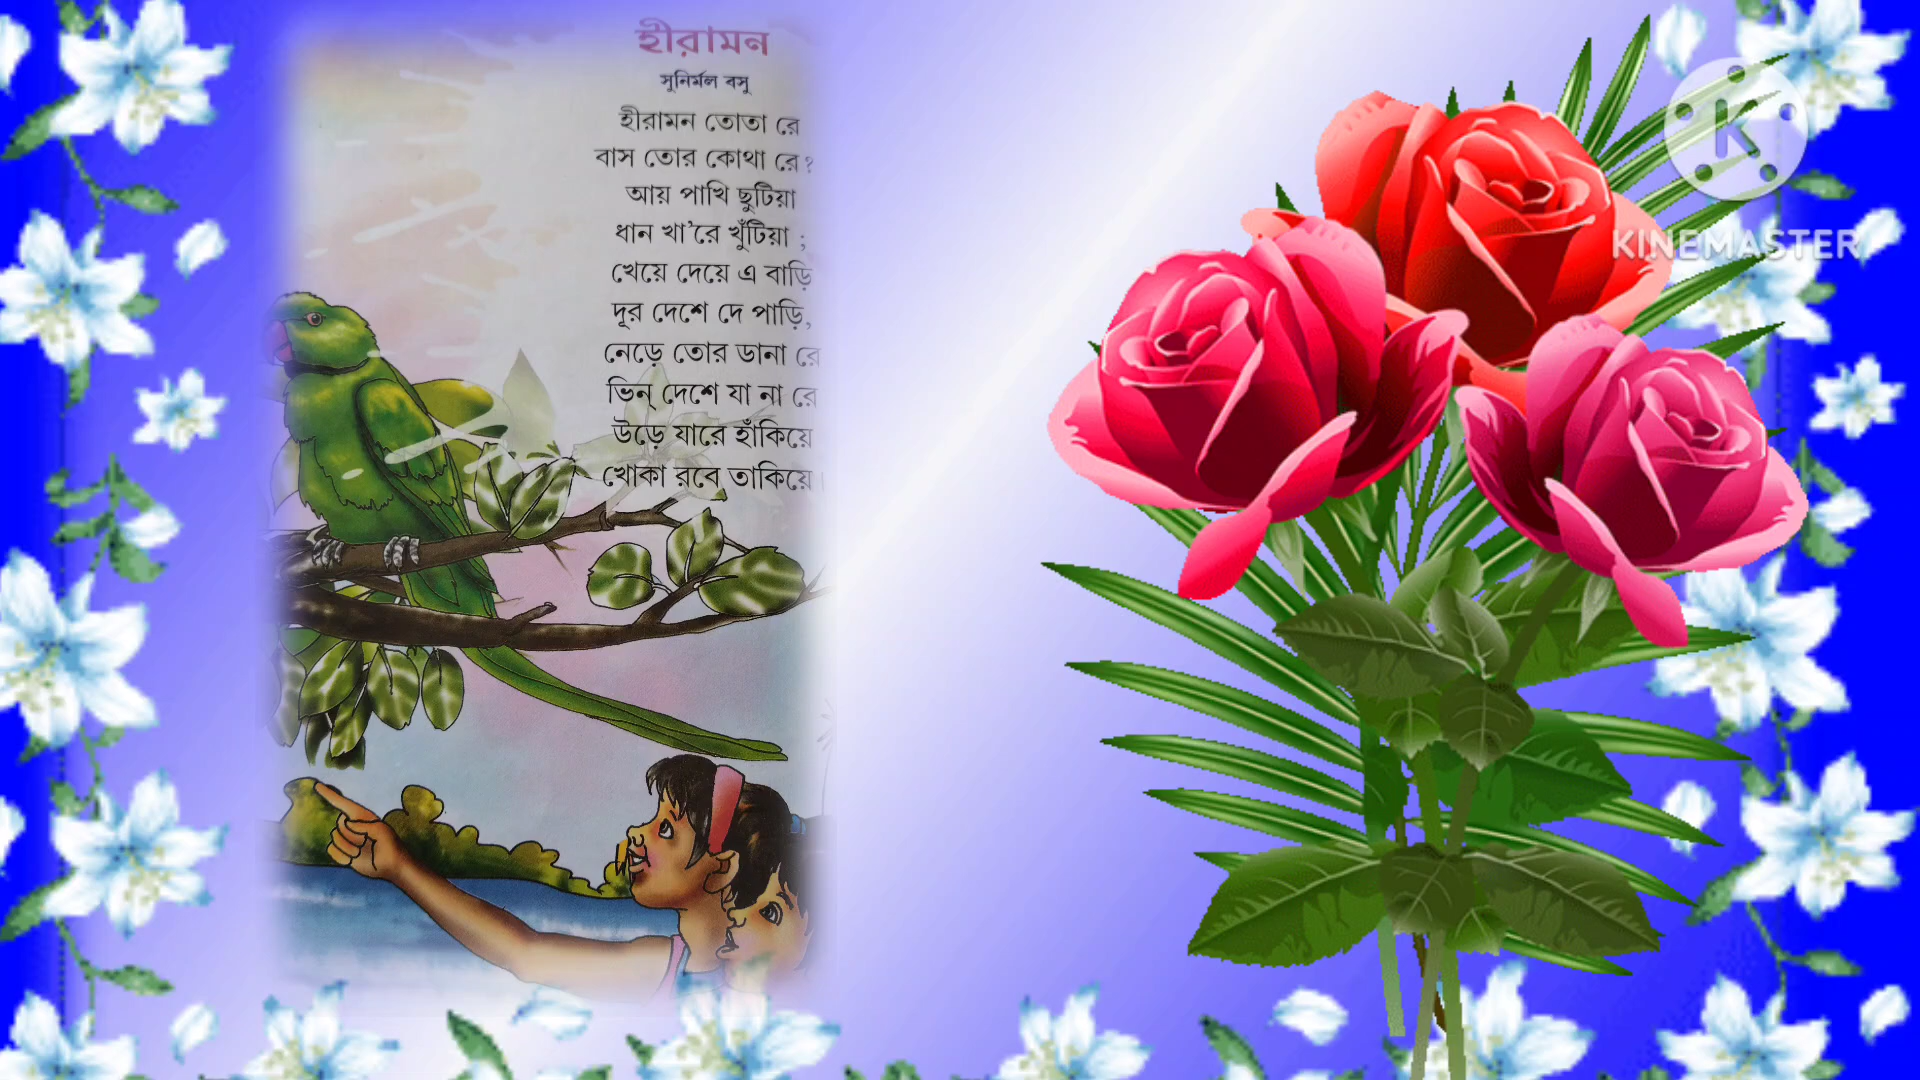 হীরামন
সুনির্মল বসু
হীরামন তোতা রে
বাস তোর কোথা রে?
আয় পাখি ছুটিয়া
ধান খা'রে খুঁটিয়া ;
খেয়ে দেয়ে এ বাড়ি
দূর দেশে দে পাড়ি,
নেড়ে তোর ডানা রে
ভিন্ দেশে যা না রে
উড়ে যারে হাঁকিয়ে
খোকা রবে তাকিয়ে।
K
KINEMASTER